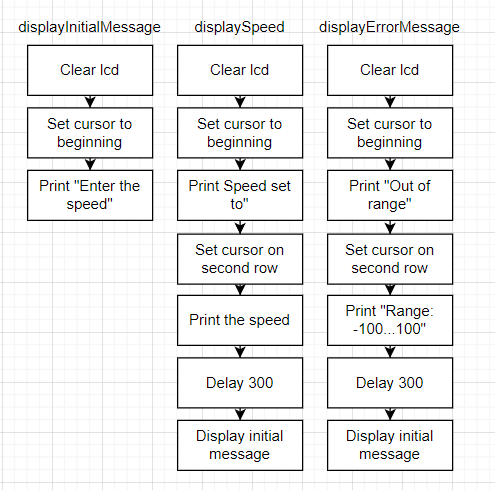 displayInitialMessage
Clear lcd
Set cursor to
beginning
Print "Enter the
speed"
displaySpeed
Clear lcd
Set cursor to
beginning
Print Speed set
to"
Set cursor on
second row
Print the speed
Delay 300
Display initial
message
displayErrorMessage
Clear lcd
Set cursor to
beginning
Print "Out of
range"
Set cursor on
second row
Print "Range:
-100...100"
Delay 300
Display initial
message